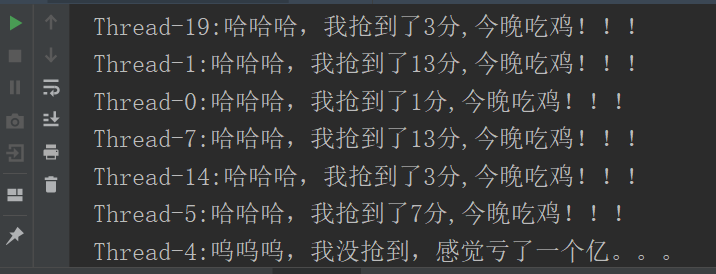 Thread-19:哈哈哈，我抢到了3分,今晚吃鸡！！！
Thread-1:哈哈哈，我抢到了13分,今晚吃鸡！！！
Thread-0:哈哈哈，我抢到了1分,今晚吃鸡！！！
Thread-7:哈哈哈，我抢到了13分,今晚吃鸡！！！
Thread-14:哈哈哈，我抢到了3分,今晚吃鸡！！！
Thread-5:哈哈哈，我抢到了7分,今晚吃鸡！！！
Thread-4:呜呜呜，我没抢到，感觉亏了一个亿。。。